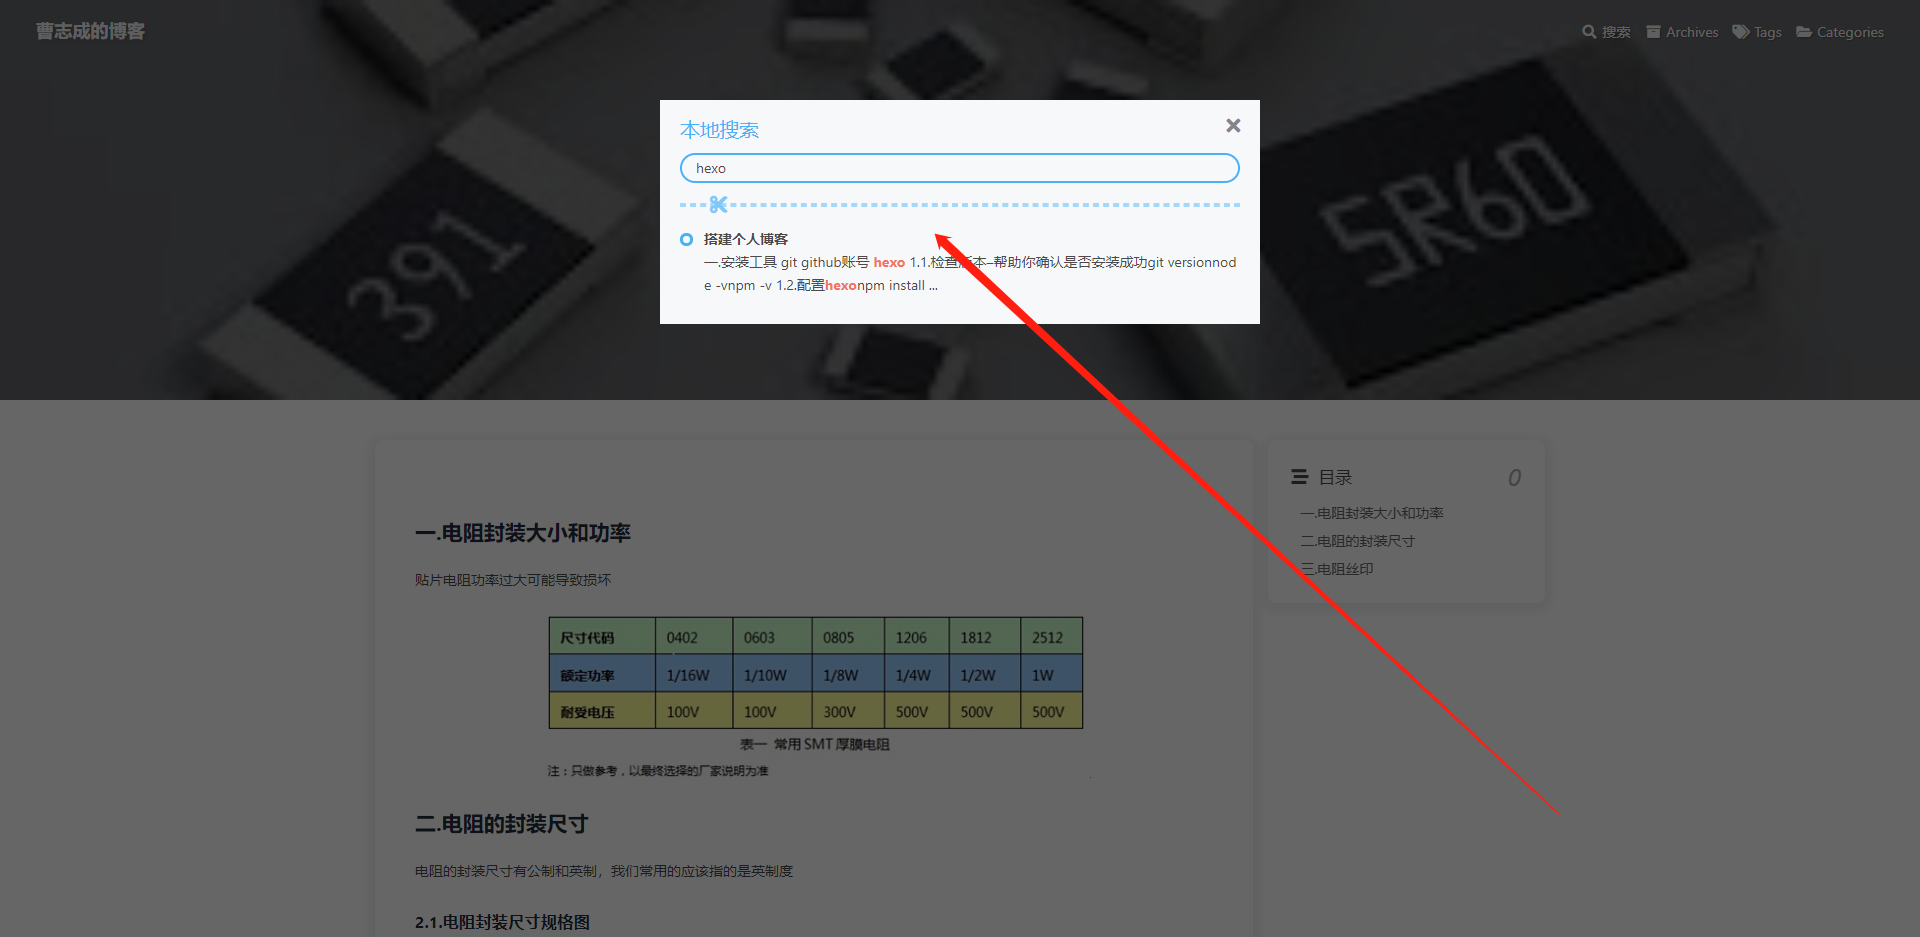 曹志成的博客
搜索 Archives Tags Categories
本地搜索
hexo
搭建个人博客
一.安装工具 git github账号 hexo 1.1.检查版本–帮助你确认是否安装成功git versionnod
e -vnpm -v 1.2.配置hexonpm install ...
391
5R60
目录 0
一.电阻封装大小和功率
二.电阻的封装尺寸
三.电阻丝印
一.电阻封装大小和功率
贴片电阻功率过大可能导致损坏
尺寸代码 0402 0603 0805 1206 1812 2512
额定功率 1/16W 1/10W 1/8W 1/4W 1/2W 1W
耐受电压 100V 100V 300V 500V 500V 500V
表一 常用 SMT 厚膜电阻
注：只做参考，以最终选择的厂家说明为准
二.电阻的封装尺寸
电阻的封装尺寸有公制和英制，我们常用的应该指的是英制度
2.1.电阻封装尺寸规格图